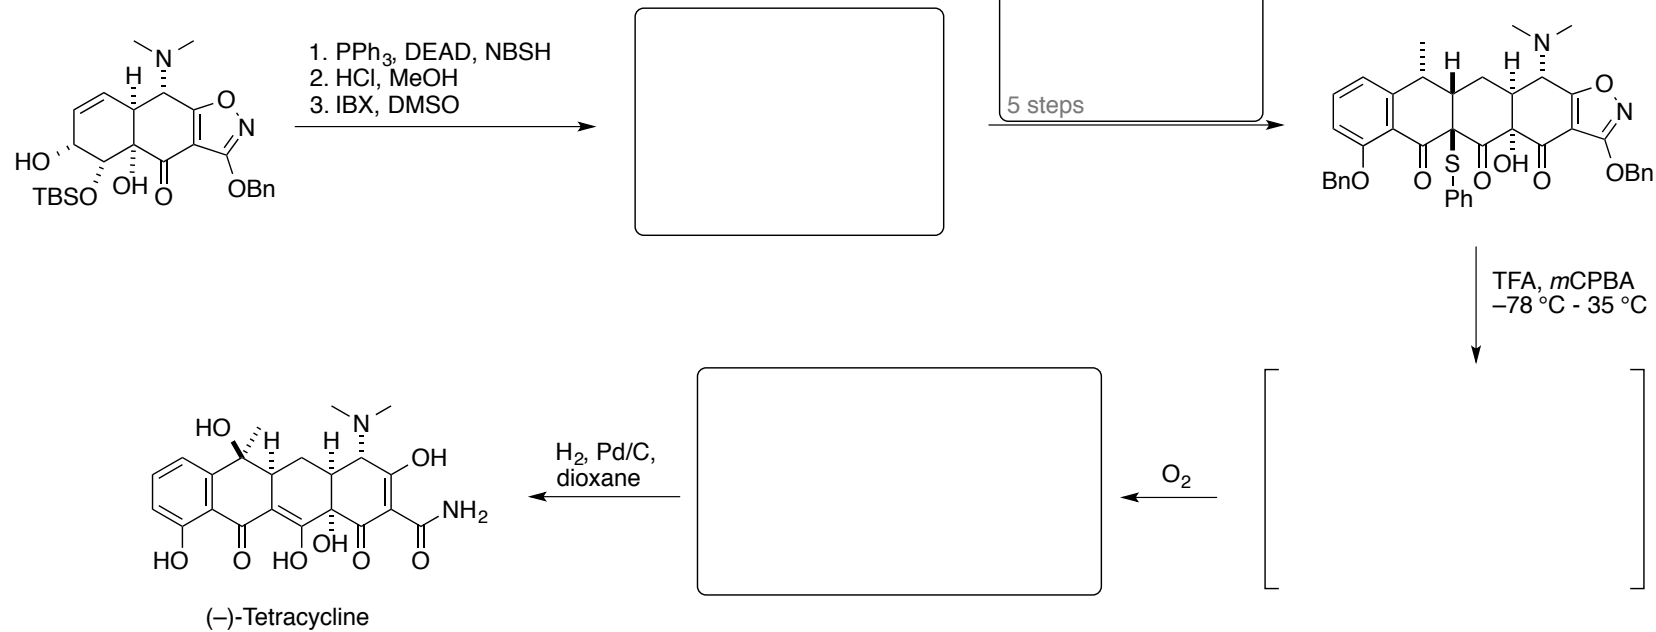 N
H
O
N
HO
TBSO
OH
O
OBn
1. PPh3, DEAD, NBSH
2. HCl, MeOH
3. IBX, DMSO
5 steps
N
H
H
O
N
BnO
O
S
Ph
O
OH
O
OBn
TFA, mCPBA
–78 °C - 35 °C
O2
H2, Pd/C,
dioxane
HO
H
H
N
OH
NH2
HO
O
HO
OH
O
O
(–)-Tetracycline